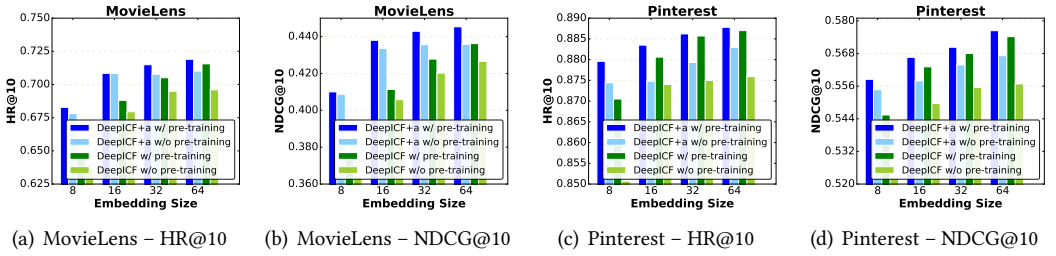 MovieLens
HR@10
0.750
0.725
0.700
0.675
0.650
0.625
8 16 32 64
Embedding Size
DeepICF+a w/ pre-training
DeepICF+a w/o pre-training
DeepICF w/ pre-training
DeepICF w/o pre-training
(a) MovieLens – HR@10
MovieLens
NDCG@10
0.440
0.420
0.400
0.380
0.360
8 16 32 64
Embedding Size
DeepICF+a w/ pre-training
DeepICF+a w/o pre-training
DeepICF w/ pre-training
DeepICF w/o pre-training
(b) MovieLens – NDCG@10
Pinterest
HR@10
0.890
0.885
0.880
0.875
0.870
0.865
0.860
0.855
0.850
8 16 32 64
Embedding Size
DeepICF+a w/ pre-training
DeepICF+a w/o pre-training
DeepICF w/ pre-training
DeepICF w/o pre-training
(c) Pinterest – HR@10
Pinterest
NDCG@10
0.580
0.568
0.556
0.544
0.532
0.520
8 16 32 64
Embedding Size
DeepICF+a w/ pre-training
DeepICF+a w/o pre-training
DeepICF w/ pre-training
DeepICF w/o pre-training
(d) Pinterest – NDCG@10